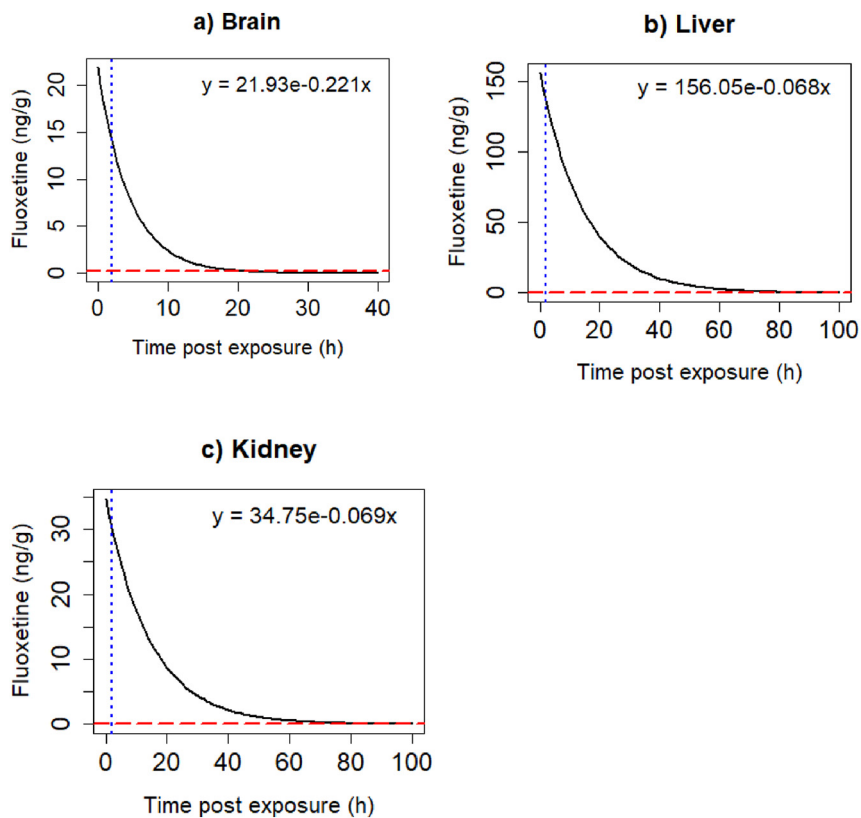 a) Brain
y = 21.93e-0.221x
Fluoxetine (ng/g)
20
15
10
5
0
0 10 20 30 40
Time post exposure (h)
b) Liver
y = 156.05e-0.068x
Fluoxetine (ng/g)
150
100
50
0
0 20 40 60 80 100
Time post exposure (h)
c) Kidney
y = 34.75e-0.069x
Fluoxetine (ng/g)
30
20
10
0
0 20 40 60 80 100
Time post exposure (h)